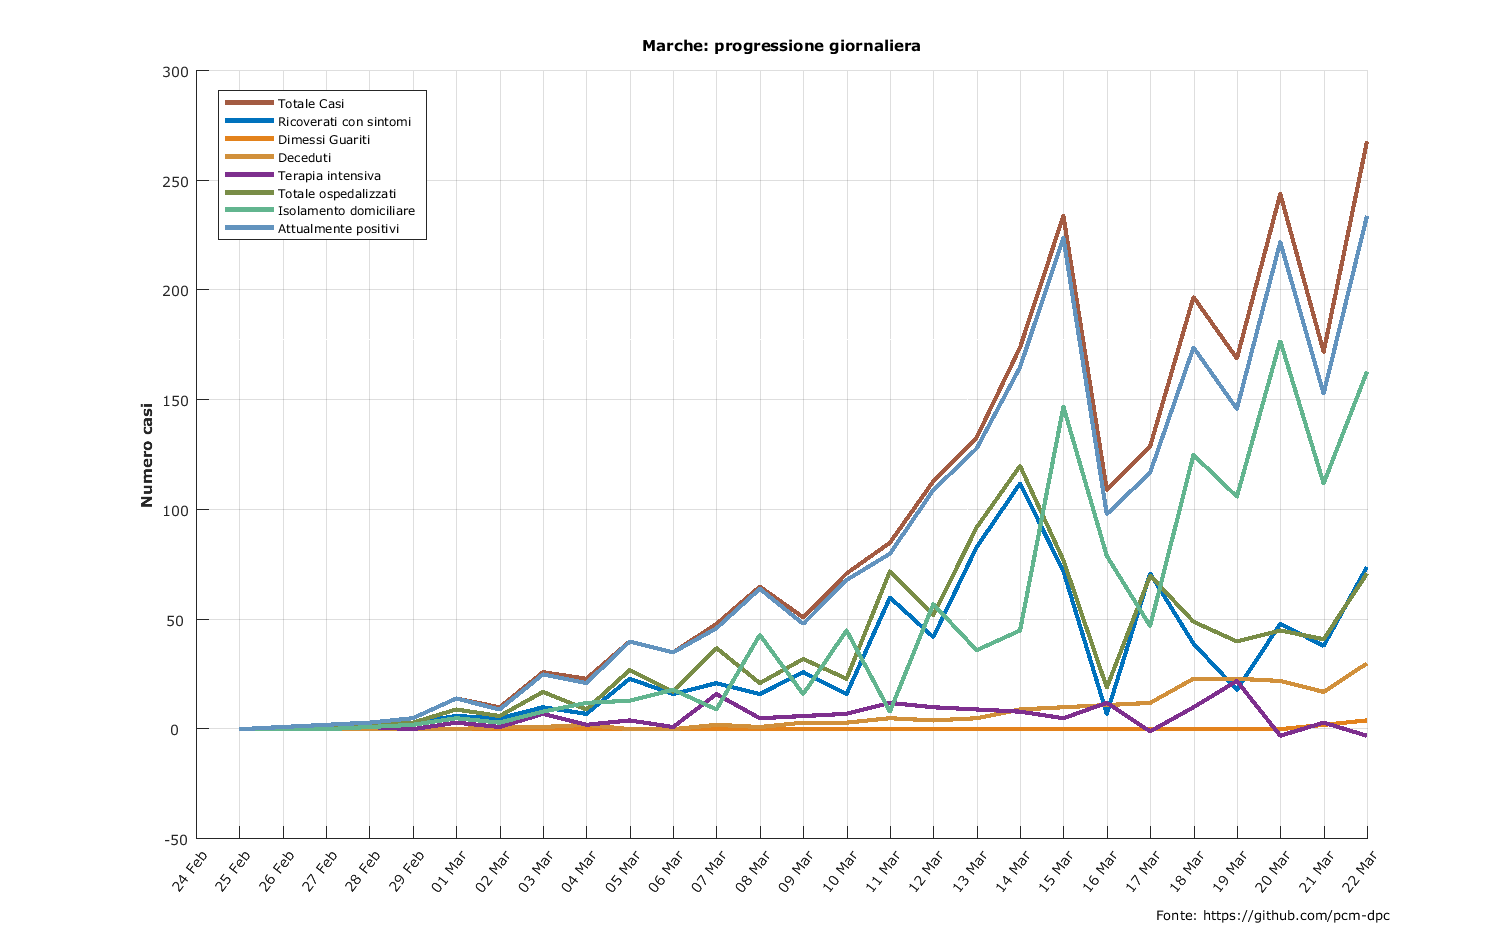 Marche: progressione giornaliera
300
250
200
150
100
50
0
-50
Numero casi
Totale Casi
Ricoverati con sintomi
Dimessi Guariti
Deceduti
Terapia intensiva
Totale ospedalizzati
Isolamento domiciliare
Attualmente positivi
24 Feb
25 Feb
26 Feb
27 Feb
28 Feb
29 Feb
01 Mar
02 Mar
03 Mar
04 Mar
05 Mar
06 Mar
07 Mar
08 Mar
09 Mar
10 Mar
11 Mar
12 Mar
13 Mar
14 Mar
15 Mar
16 Mar
17 Mar
18 Mar
19 Mar
20 Mar
21 Mar
22 Mar
Fonte: https://github.com/pcm-dpc